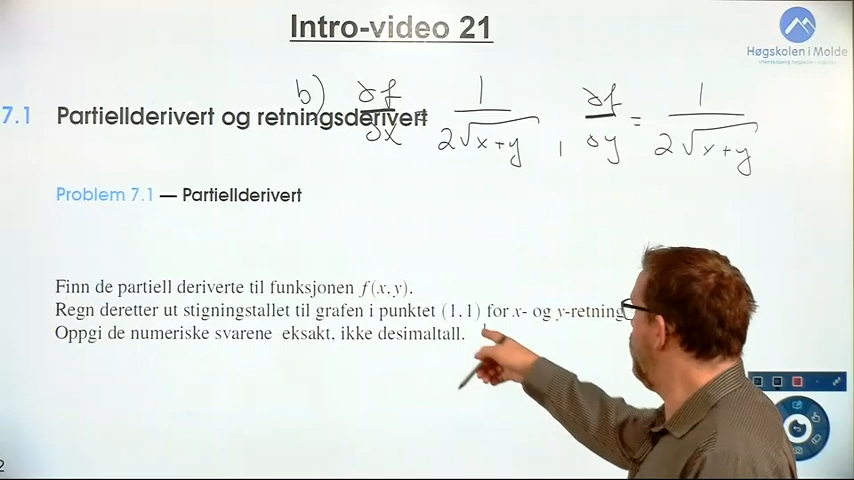 Intro-video 21
Høgskolen i Molde
b) ∂f/∂x = 1/(2√(x+y)) , ∂f/∂y = 1/(2√(x+y))
7.1 Partiellderivert og retningsderivert
Problem 7.1 — Partiellderivert
Finn de partiell deriverte til funksjonen f(x,y).
Regn deretter ut stigningstallet til grafen i punktet (1,1) for x- og y-retning
Oppgi de numeriske svarene eksakt, ikke desimaltall.
2